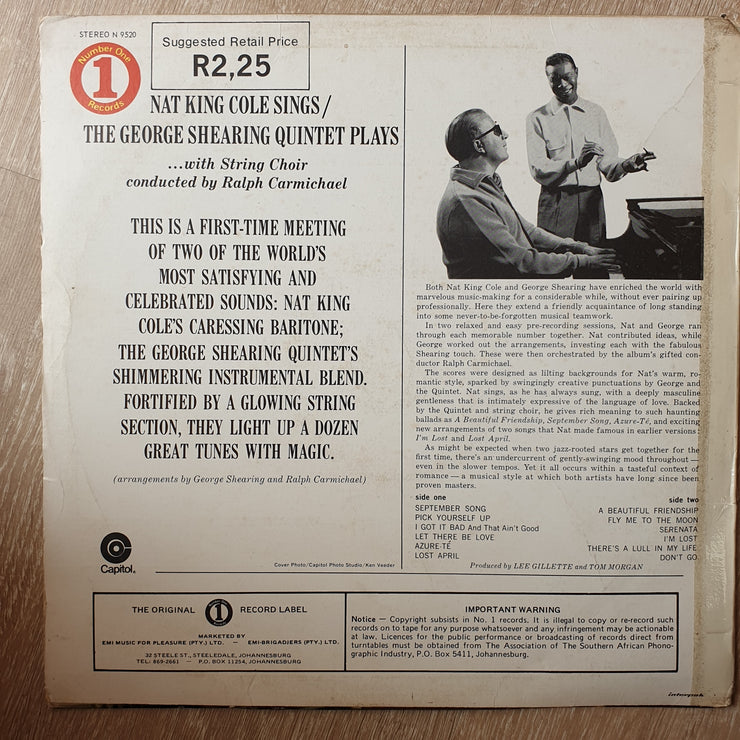 STEREO N 9520
Number One
1
Records
Suggested Retail Price
R2,25
NAT KING COLE SINGS/
THE GEORGE SHEARING QUINTET PLAYS
...with String Choir
conducted by Ralph Carmichael
THIS IS A FIRST-TIME MEETING
OF TWO OF THE WORLD'S
MOST SATISFYING AND
CELEBRATED SOUNDS: NAT KING
COLE'S CARESSING BARITONE;
THE GEORGE SHEARING QUINTET'S
SHIMMERING INSTRUMENTAL BLEND.
FORTIFIED BY A GLOWING STRING
SECTION, THEY LIGHT UP A DOZEN
GREAT TUNES WITH MAGIC.
(arrangements by George Shearing and Ralph Carmichael)
Capitol®
Cover Photo/Capitol Photo Studio/Ken Veeder
Both Nat King Cole and George Shearing have enriched the world with
marvelous music-making for a considerable while, without ever pairing up
professionally. Here they extend a friendly acquaintance of long standing
into some never-to-be-forgotten musical teamwork.
In two relaxed and easy pre-recording sessions, Nat and George ran
through each memorable number together. Nat contributed ideas, while
George worked out the arrangements, investing each with the fabulous
Shearing touch. These were then orchestrated by the album's gifted con-
ductor Ralph Carmichael.
The scores were designed as lilting backgrounds for Nat's warm, ro-
mantic style, sparked by swingingly creative punctuations by George and
the Quintet. Nat sings, as he has always sung, with a deeply masculine
gentleness that is intimately expressive of the language of love. Backed
by the Quintet and string choir, he gives rich meaning to such haunting
ballads as A Beautiful Friendship, September Song, Azure-Té, and exciting
new arrangements of two songs that Nat made famous in earlier versions:
I'm Lost and Lost April.
As might be expected when two jazz-rooted stars get together for the
first time, there's an undercurrent of gently-swinging mood throughout—
even in the slower tempos. Yet it all occurs within a tasteful context of
romance—a musical style at which both artists have long since been
proven masters.
side one
SEPTEMBER SONG
PICK YOURSELF UP
I GOT IT BAD And That Ain't Good
LET THERE BE LOVE
AZURE-TÉ
LOST APRIL
side two
A BEAUTIFUL FRIENDSHIP
FLY ME TO THE MOON
SERENATA
I'M LOST
THERE'S A LULL IN MY LIFE
DON'T GO
Produced by LEE GILLETTE and TOM MORGAN
THE ORIGINAL 1 RECORD LABEL
MARKETED BY
EMI MUSIC FOR PLEASURE (PTY.) LTD. — EMI-BRIGADIERS (PTY.) LTD.
32 STEELE ST., STEELEDALE, JOHANNESBURG
TEL: 869-2661 — P.O. BOX 11254, JOHANNESBURG
IMPORTANT WARNING
Notice — Copyright subsists in No. 1 records. It is illegal to copy or re-record such
records on to tape for any purpose whatsoever and any infringement may be actionable
at law. Licences for the public performance or broadcasting of records direct from
turntables must be obtained from The Association of The Southern African Phono-
graphic Industry, P.O. Box 5411, Johannesburg.
interpak